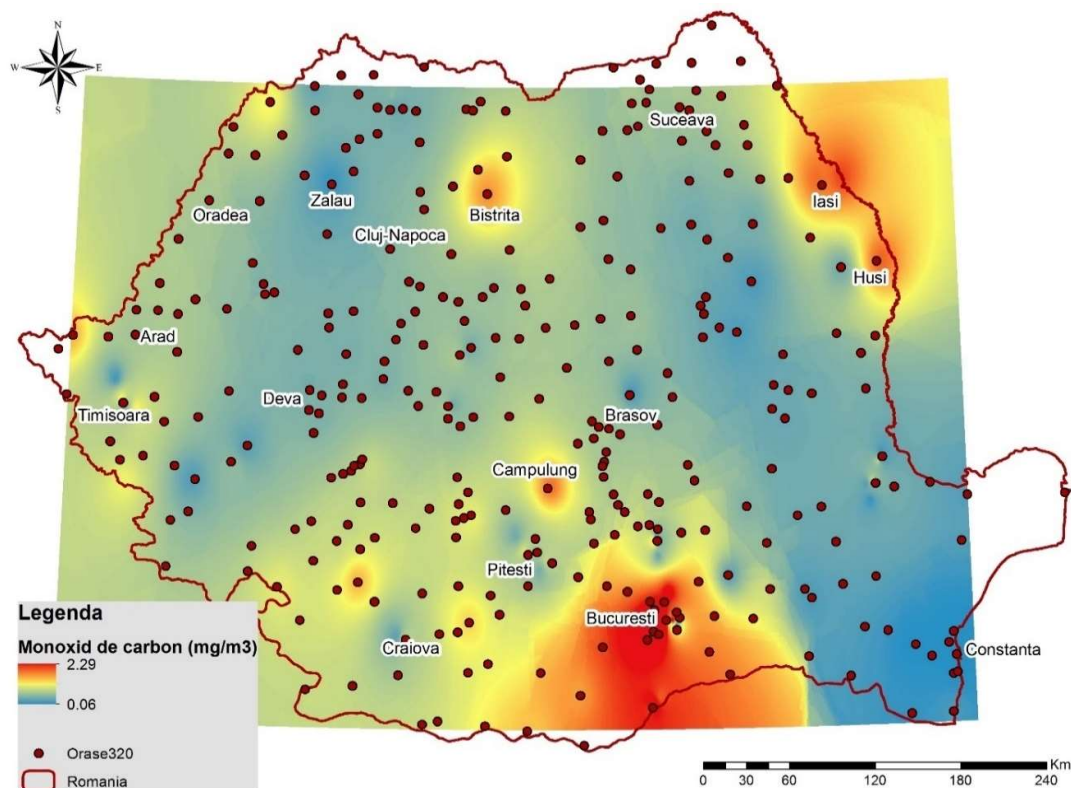 N
W E
S
Suceava
Oradea
Zalau
Bistrita
Iasi
Cluj-Napoca
Husi
Arad
Timisoara
Deva
Brasov
Campulung
Pitesti
Bucuresti
Craiova
Constanta
Legenda
Monoxid de carbon (mg/m3)
2.29
0.06
Orase320
Romania
Km
0 15 30 60 120 180 240